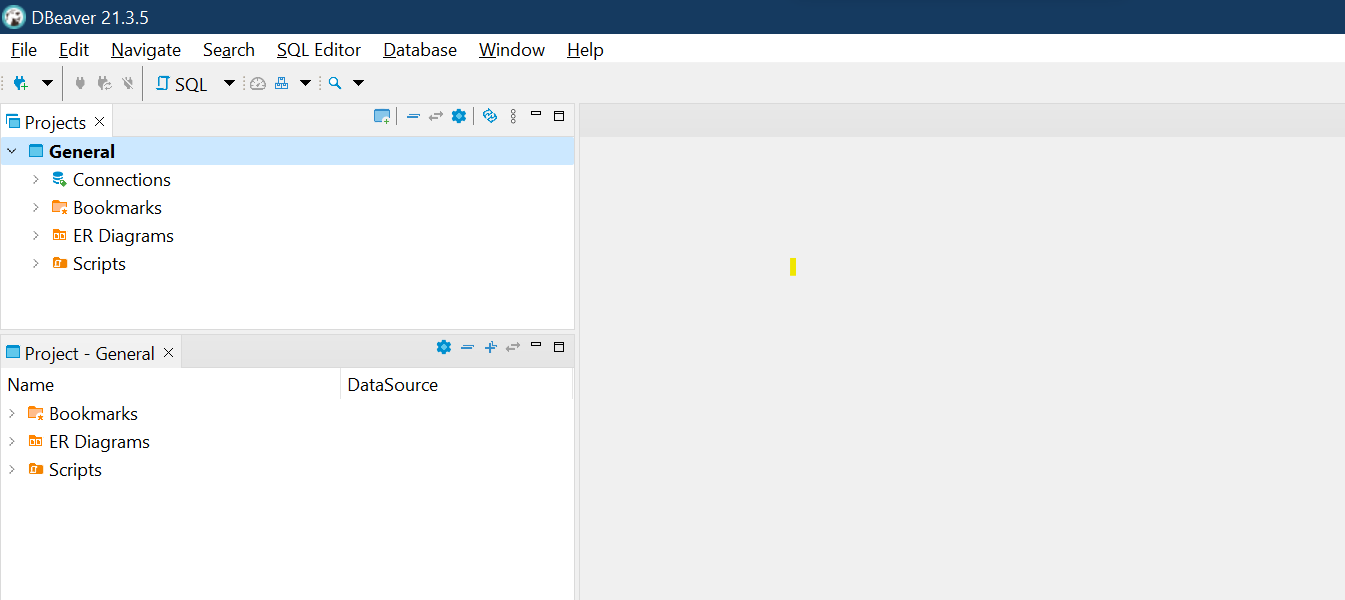 DBeaver 21.3.5
File Edit Navigate Search SQL Editor Database Window Help
SQL
Projects
General
Connections
Bookmarks
ER Diagrams
Scripts
Project - General
Name DataSource
Bookmarks
ER Diagrams
Scripts